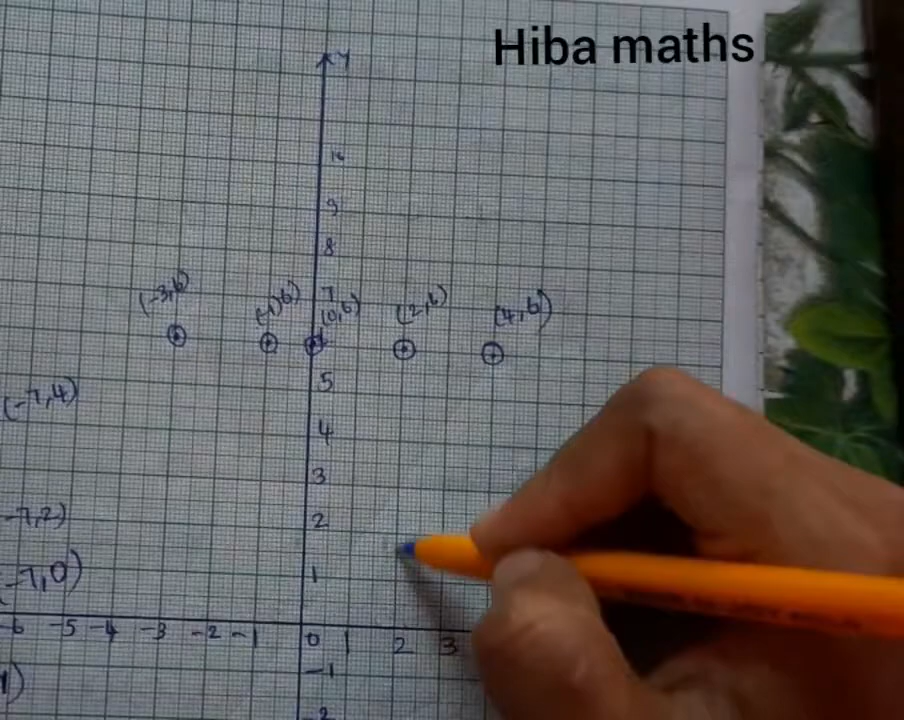 Hiba maths
Y
10
9
8
(-3,6) (-1,6) 7
(0,6) (2,6) (4,6)
5
(-7,4)
4
3
-7,2) 2
-7,0) 1
-6 -5 -4 -3 -2 -1 0 1 2 3
-1
-2